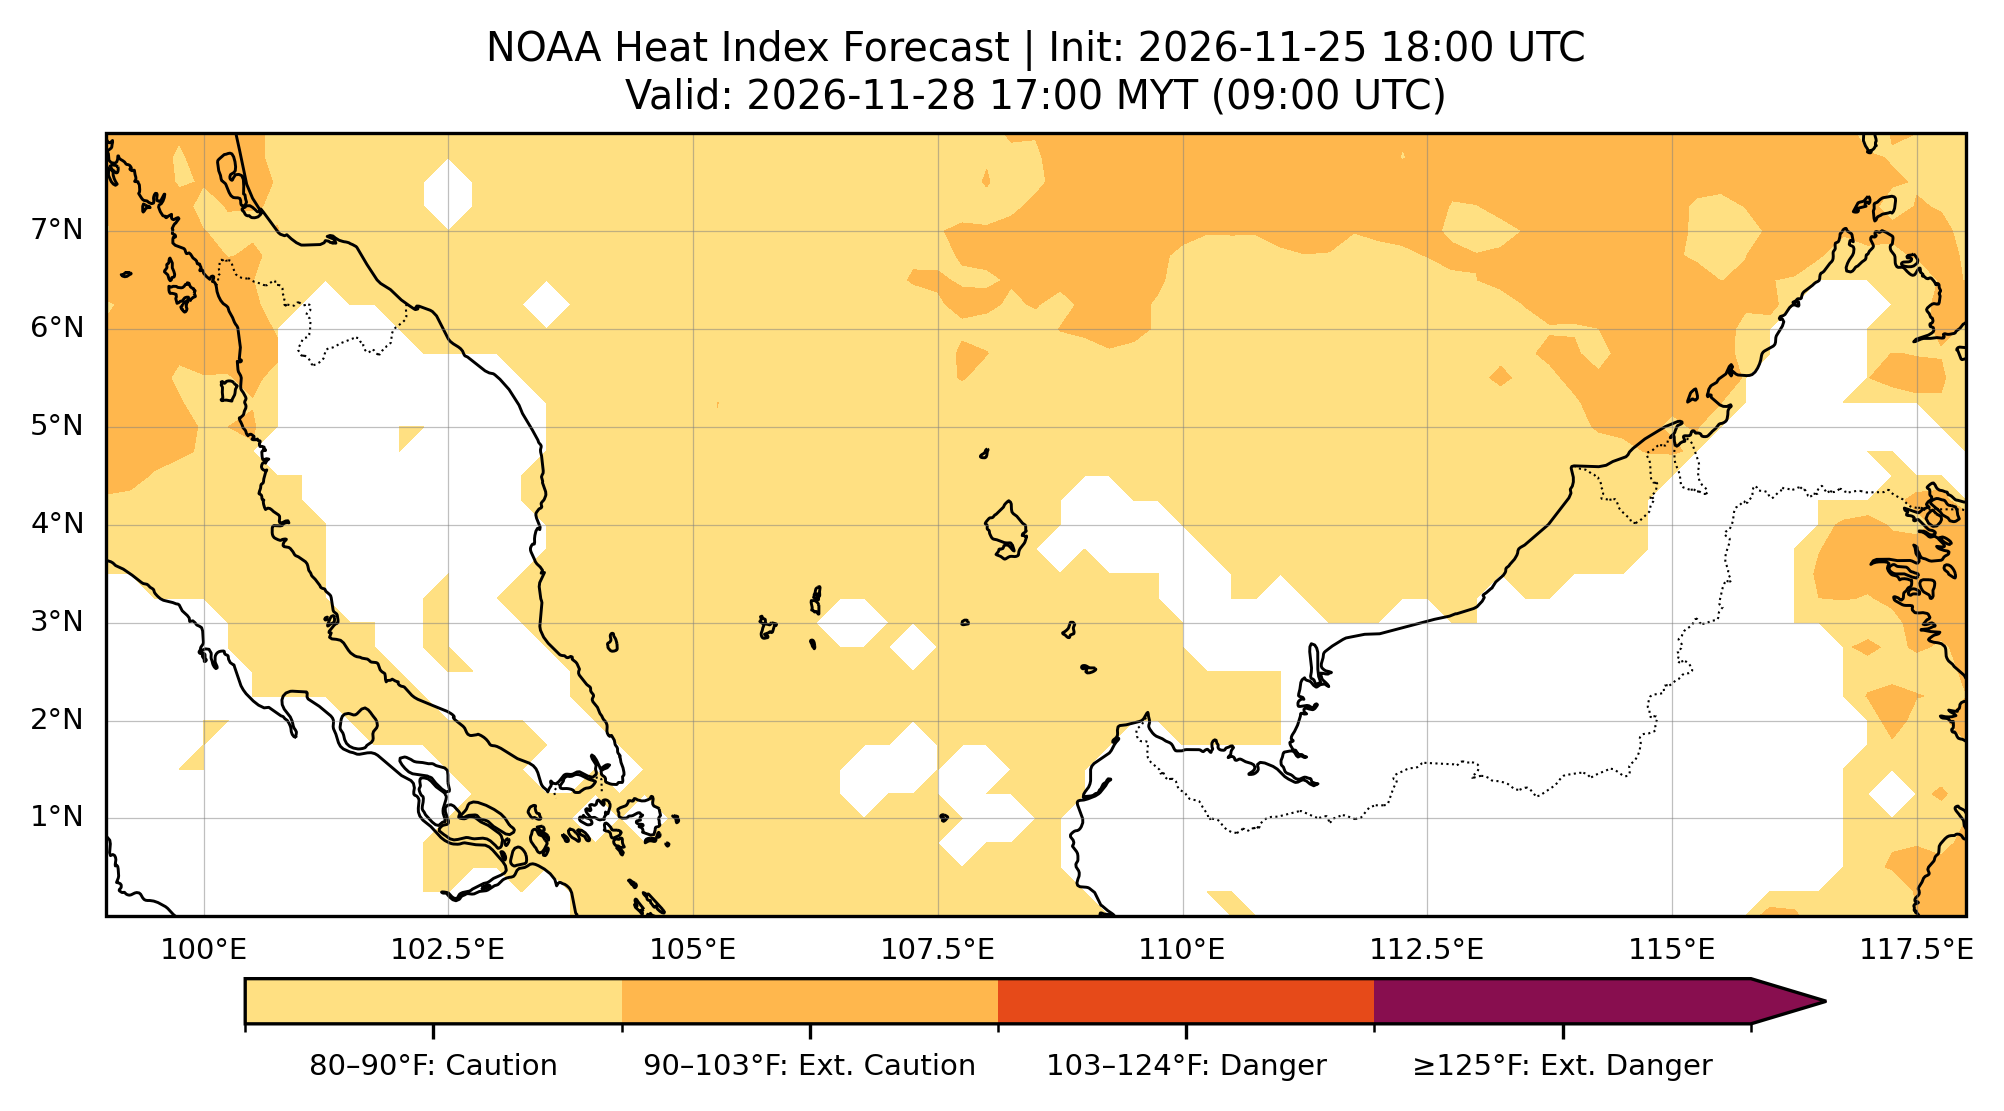 NOAA Heat Index Forecast | Init: 2026-11-25 18:00 UTC
Valid: 2026-11-28 17:00 MYT (09:00 UTC)
7°N
6°N
5°N
4°N
3°N
2°N
1°N
100°E 102.5°E 105°E 107.5°E 110°E 112.5°E 115°E 117.5°E
80–90°F: Caution 90–103°F: Ext. Caution 103–124°F: Danger ≥125°F: Ext. Danger